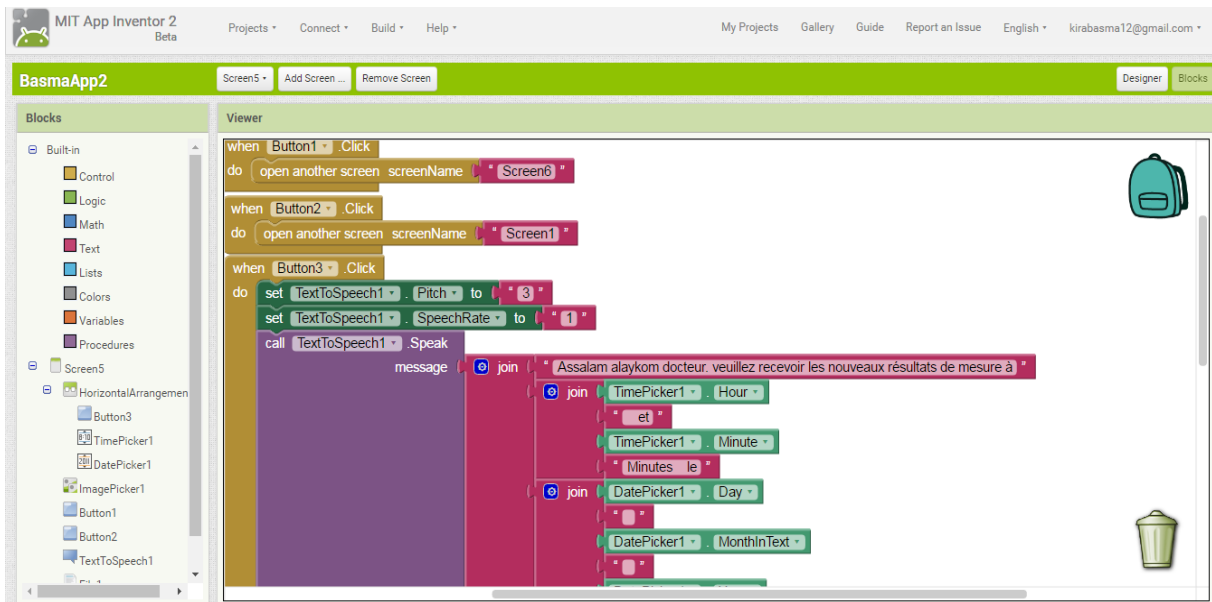 MIT App Inventor 2
Beta
Projects Connect Build Help
My Projects Gallery Guide Report an Issue English kirabasma12@gmail.com
BasmaApp2 Screen5 Add Screen ... Remove Screen Designer Blocks
Blocks
Viewer
Built-in
Control
Logic
Math
Text
Lists
Colors
Variables
Procedures
Screen5
HorizontalArrangemen
Button3
TimePicker1
DatePicker1
ImagePicker1
Button1
Button2
TextToSpeech1
when Button1 .Click
do open another screen screenName " Screen6 "
when Button2 .Click
do open another screen screenName " Screen1 "
when Button3 .Click
do set TextToSpeech1 . Pitch to " 3 "
set TextToSpeech1 . SpeechRate to " 1 "
call TextToSpeech1 .Speak
message join " Assalam alaykom docteur. veuillez recevoir les nouveaux résultats de mesure à "
join TimePicker1 . Hour
" et "
TimePicker1 . Minute
" Minutes le "
join DatePicker1 . Day
" "
DatePicker1 . MonthInText
" "